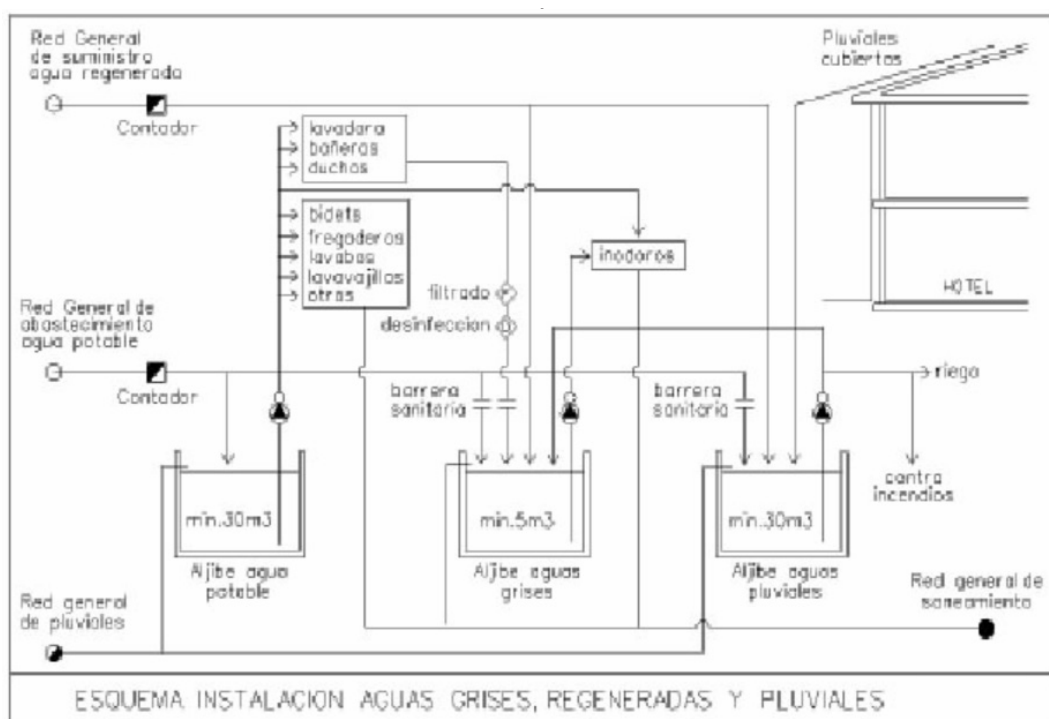 Red General
de suministro
agua regenerada
Contador
Pluviales
cubiertas
lavadora
bañeras
duchas
bidets
fregaderos
lavabos
lavavajillos
otros
inodoros
filtrado
desinfeccion
HOTEL
Red General de
abastecimiento
agua potable
Contador
barrera
sanitaria
barrera
sanitaria
riego
contra
incendios
min.30m3
min.5m3
min.30m3
Aljibe agua
potable
Aljibe aguas
grises
Aljibe aguas
pluviales
Red general
de pluviales
Red general de
saneamiento
ESQUEMA INSTALACION AGUAS GRISES, REGENERADAS Y PLUVIALES